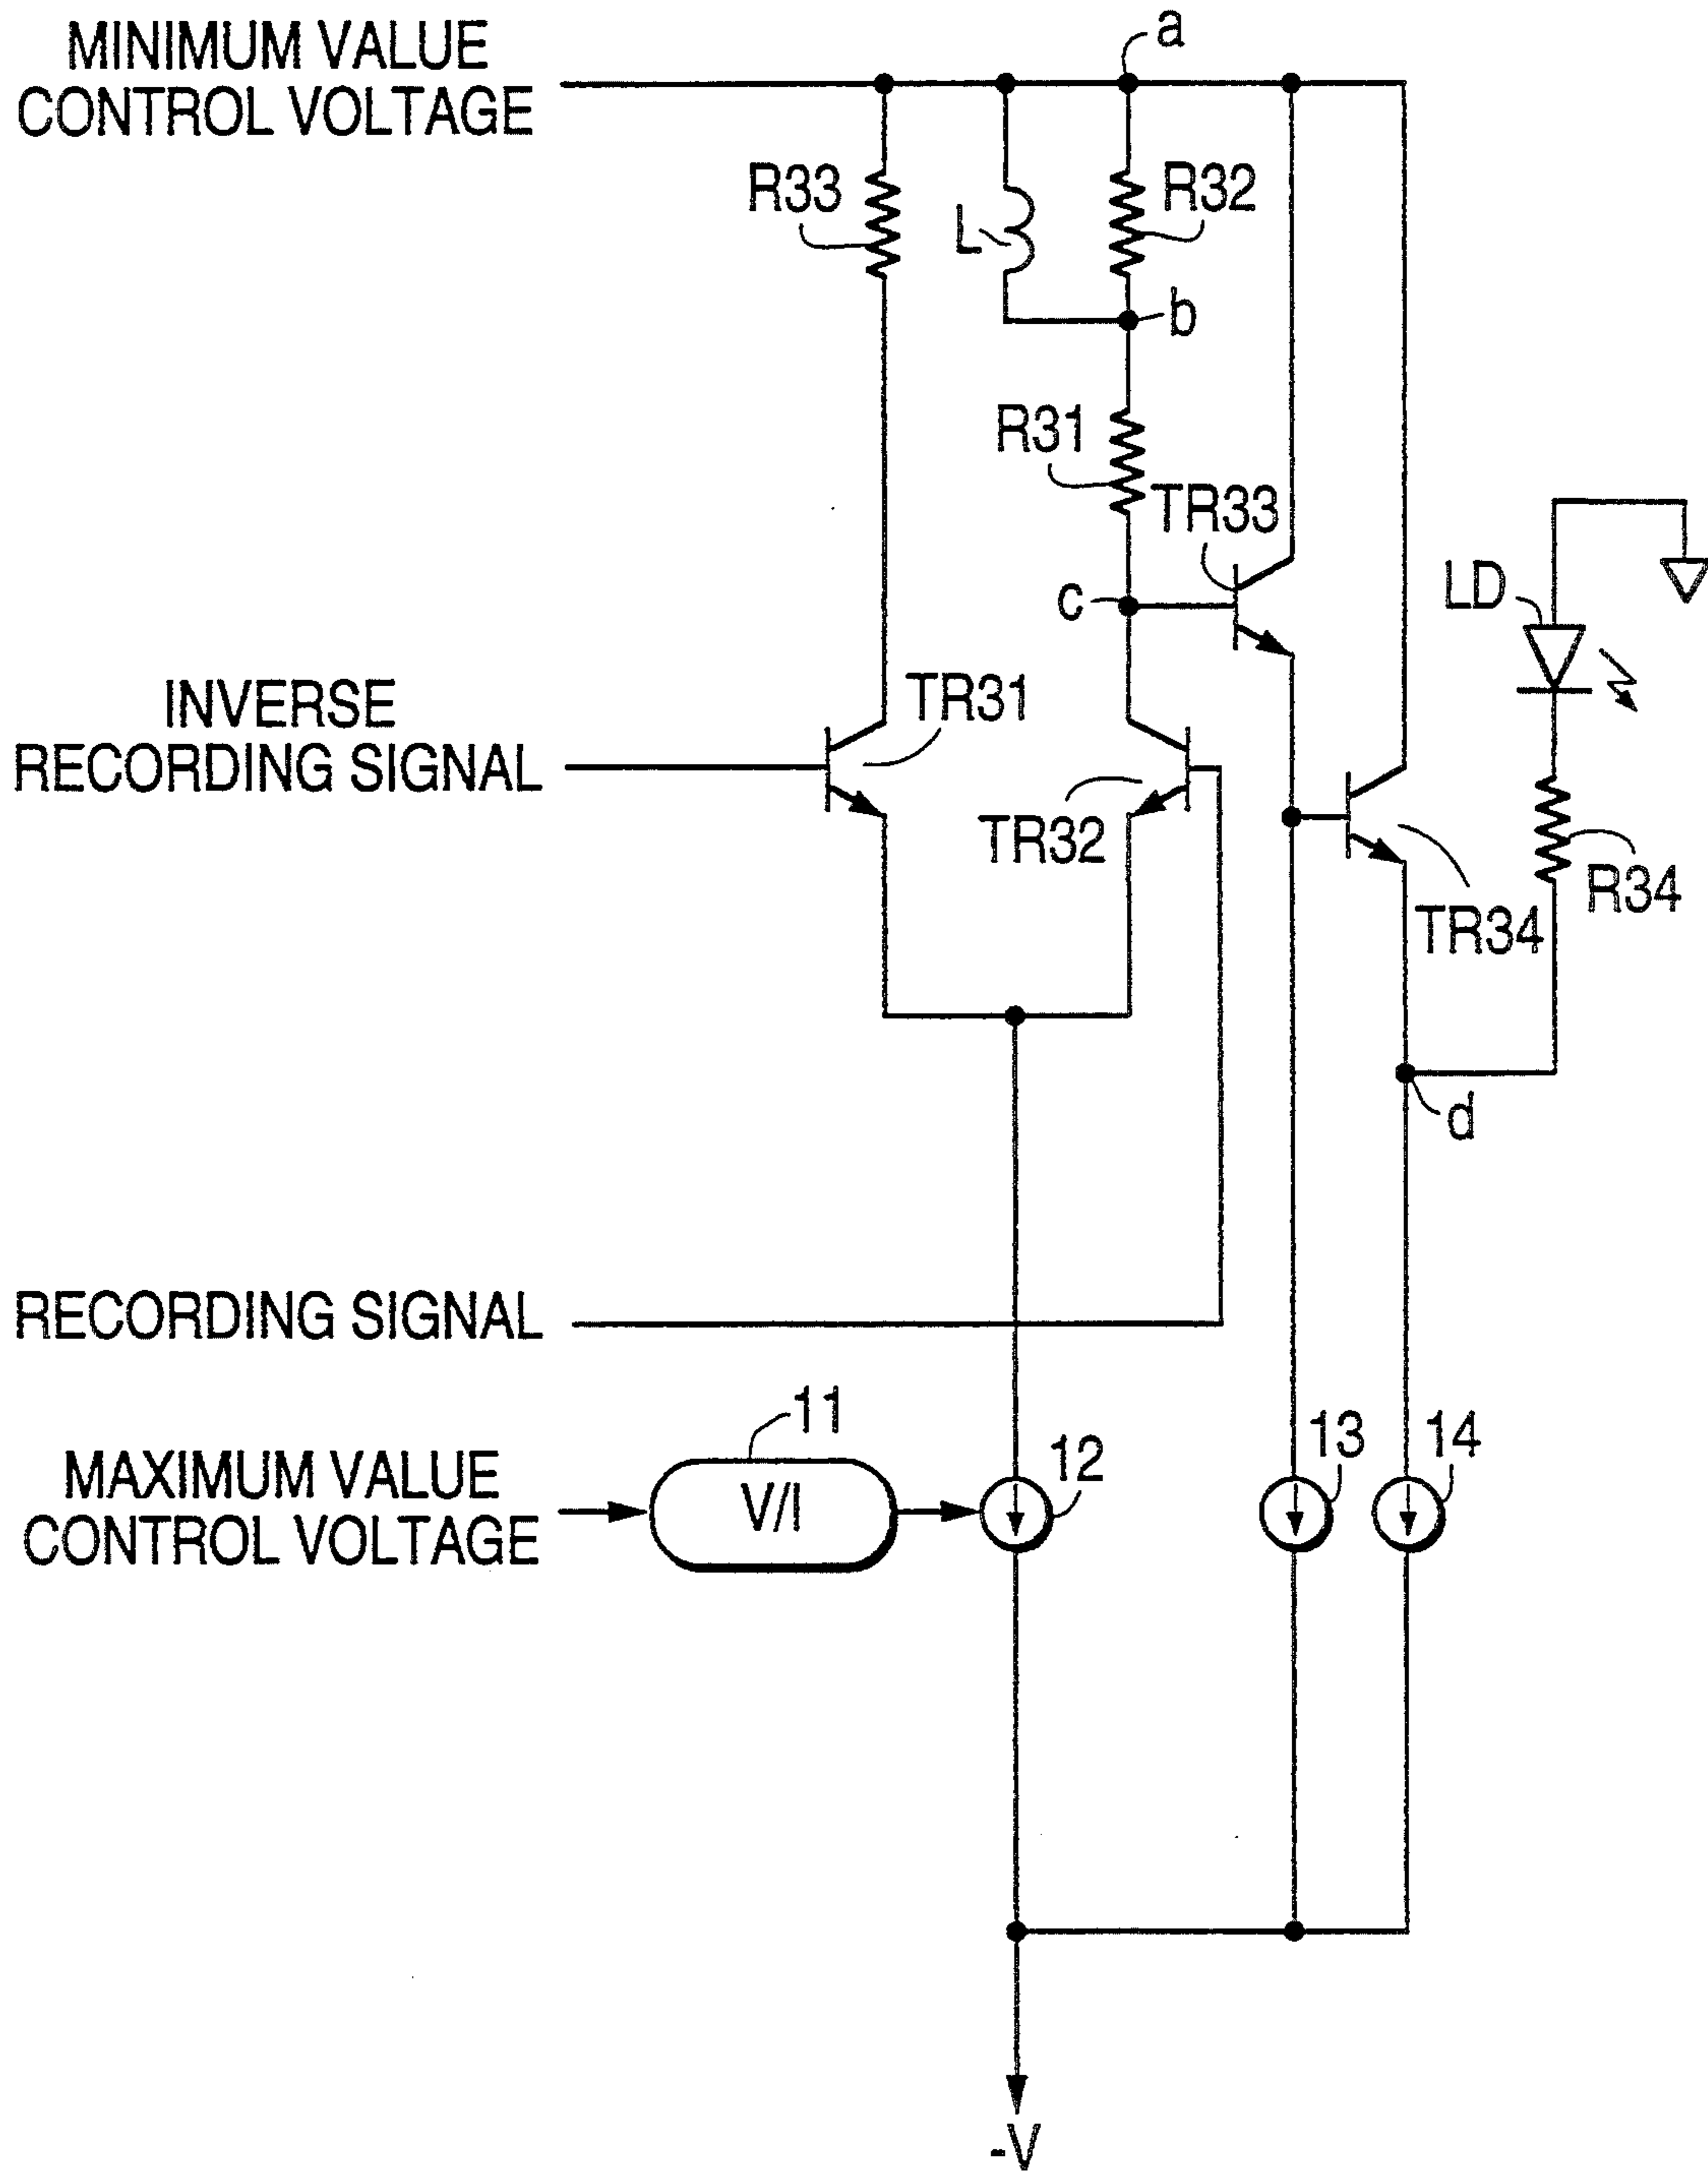 a
MINIMUM VALUE
CONTROL VOLTAGE
R33
L
R32
b
R31
TR33
c
LD
INVERSE
RECORDING SIGNAL
TR31
TR32
R34
TR34
d
RECORDING SIGNAL
11
MAXIMUM VALUE
CONTROL VOLTAGE
V/I
12
13
14
-V